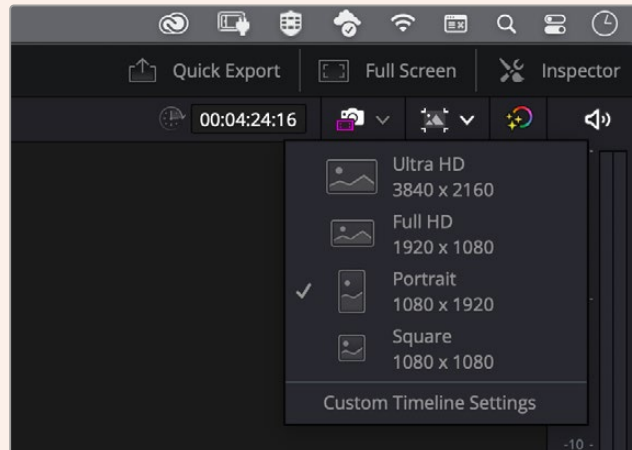 Quick Export
Full Screen
Inspector
00:04:24:16
Ultra HD
3840 x 2160
Full HD
1920 x 1080
Portrait
1080 x 1920
Square
1080 x 1080
Custom Timeline Settings
-10